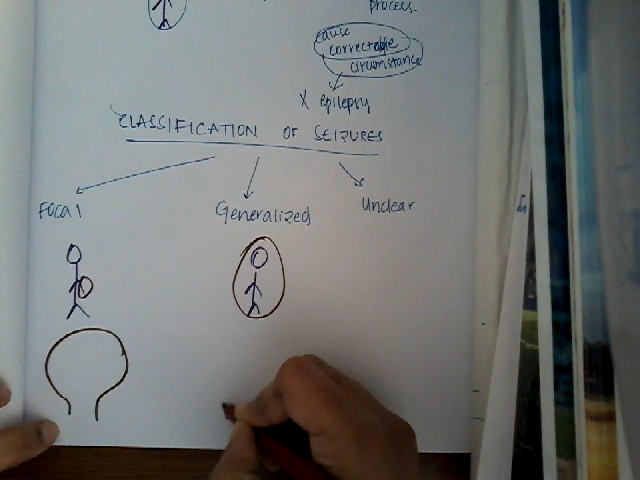 process.
cause
correctable
circumstance
X epilepsy
CLASSIFICATION OF SEIZURES
Focal
Generalized
Unclear